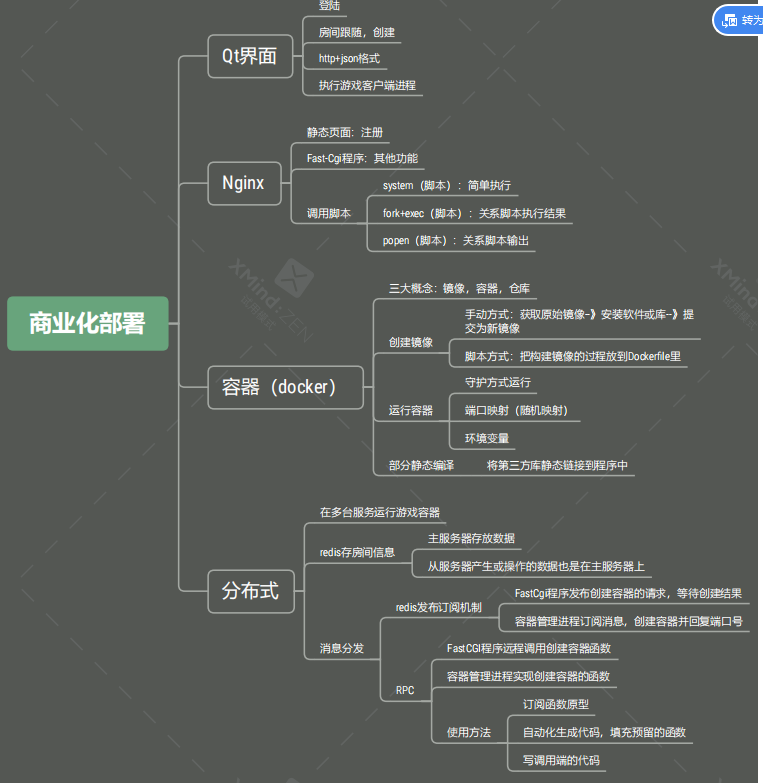 登陆
转为
房间跟随，创建
Qt界面
http+json格式
执行游戏客户端进程
静态页面：注册
Fast-Cgi程序：其他功能
Nginx
system（脚本）：简单执行
调用脚本
fork+exec（脚本）：关系脚本执行结果
popen（脚本）：关系脚本输出
XMind:ZEN
试用模式
XMind
试用模式
商业化部署
三大概念：镜像，容器，仓库
手动方式：获取原始镜像-》安装软件或库--》提
交为新镜像
创建镜像
脚本方式：把构建镜像的过程放到Dockerfile里
容器（docker）
守护方式运行
运行容器
端口映射（随机映射）
环境变量
部分静态编译
将第三方库静态链接到程序中
在多台服务运行游戏容器
主服务器存放数据
redis存房间信息
从服务器产生或操作的数据也是在主服务器上
分布式
FastCgi程序发布创建容器的请求，等待创建结果
redis发布订阅机制
容器管理进程订阅消息，创建容器并回复端口号
消息分发
FastCGI程序远程调用创建容器函数
容器管理进程实现创建容器的函数
RPC
订阅函数原型
使用方法
自动化生成代码，填充预留的函数
写调用端的代码